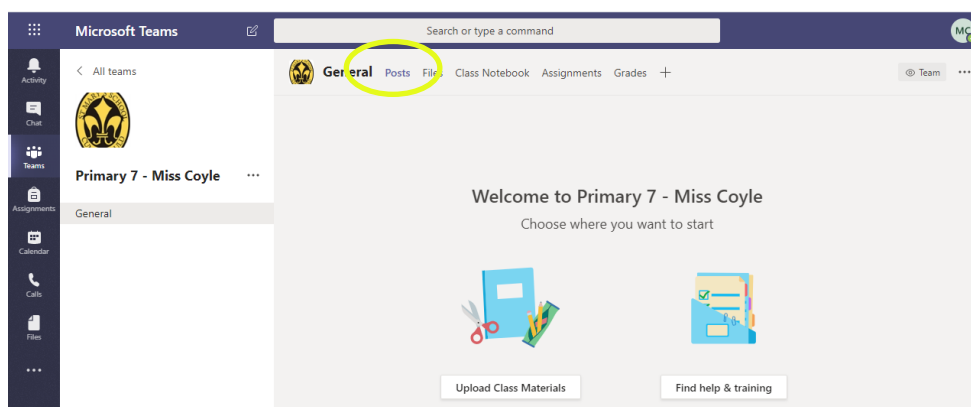 Microsoft Teams
Search or type a command
MC
Activity
Chat
Teams
Assignments
Calendar
Calls
Files
< All teams
Primary 7 - Miss Coyle
General
General Posts Files Class Notebook Assignments Grades +
Team
Welcome to Primary 7 - Miss Coyle
Choose where you want to start
Upload Class Materials
Find help & training